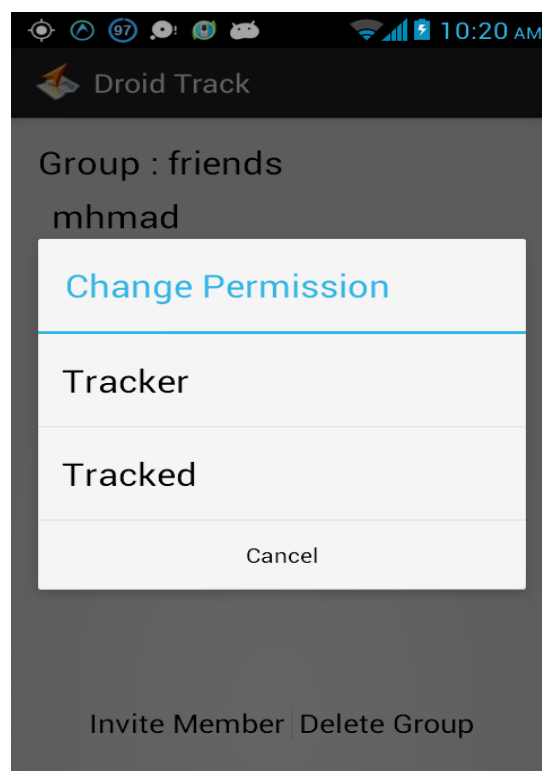 97 10:20 AM
Droid Track
Group : friends
mhmad
Change Permission
Tracker
Tracked
Cancel
Invite Member Delete Group